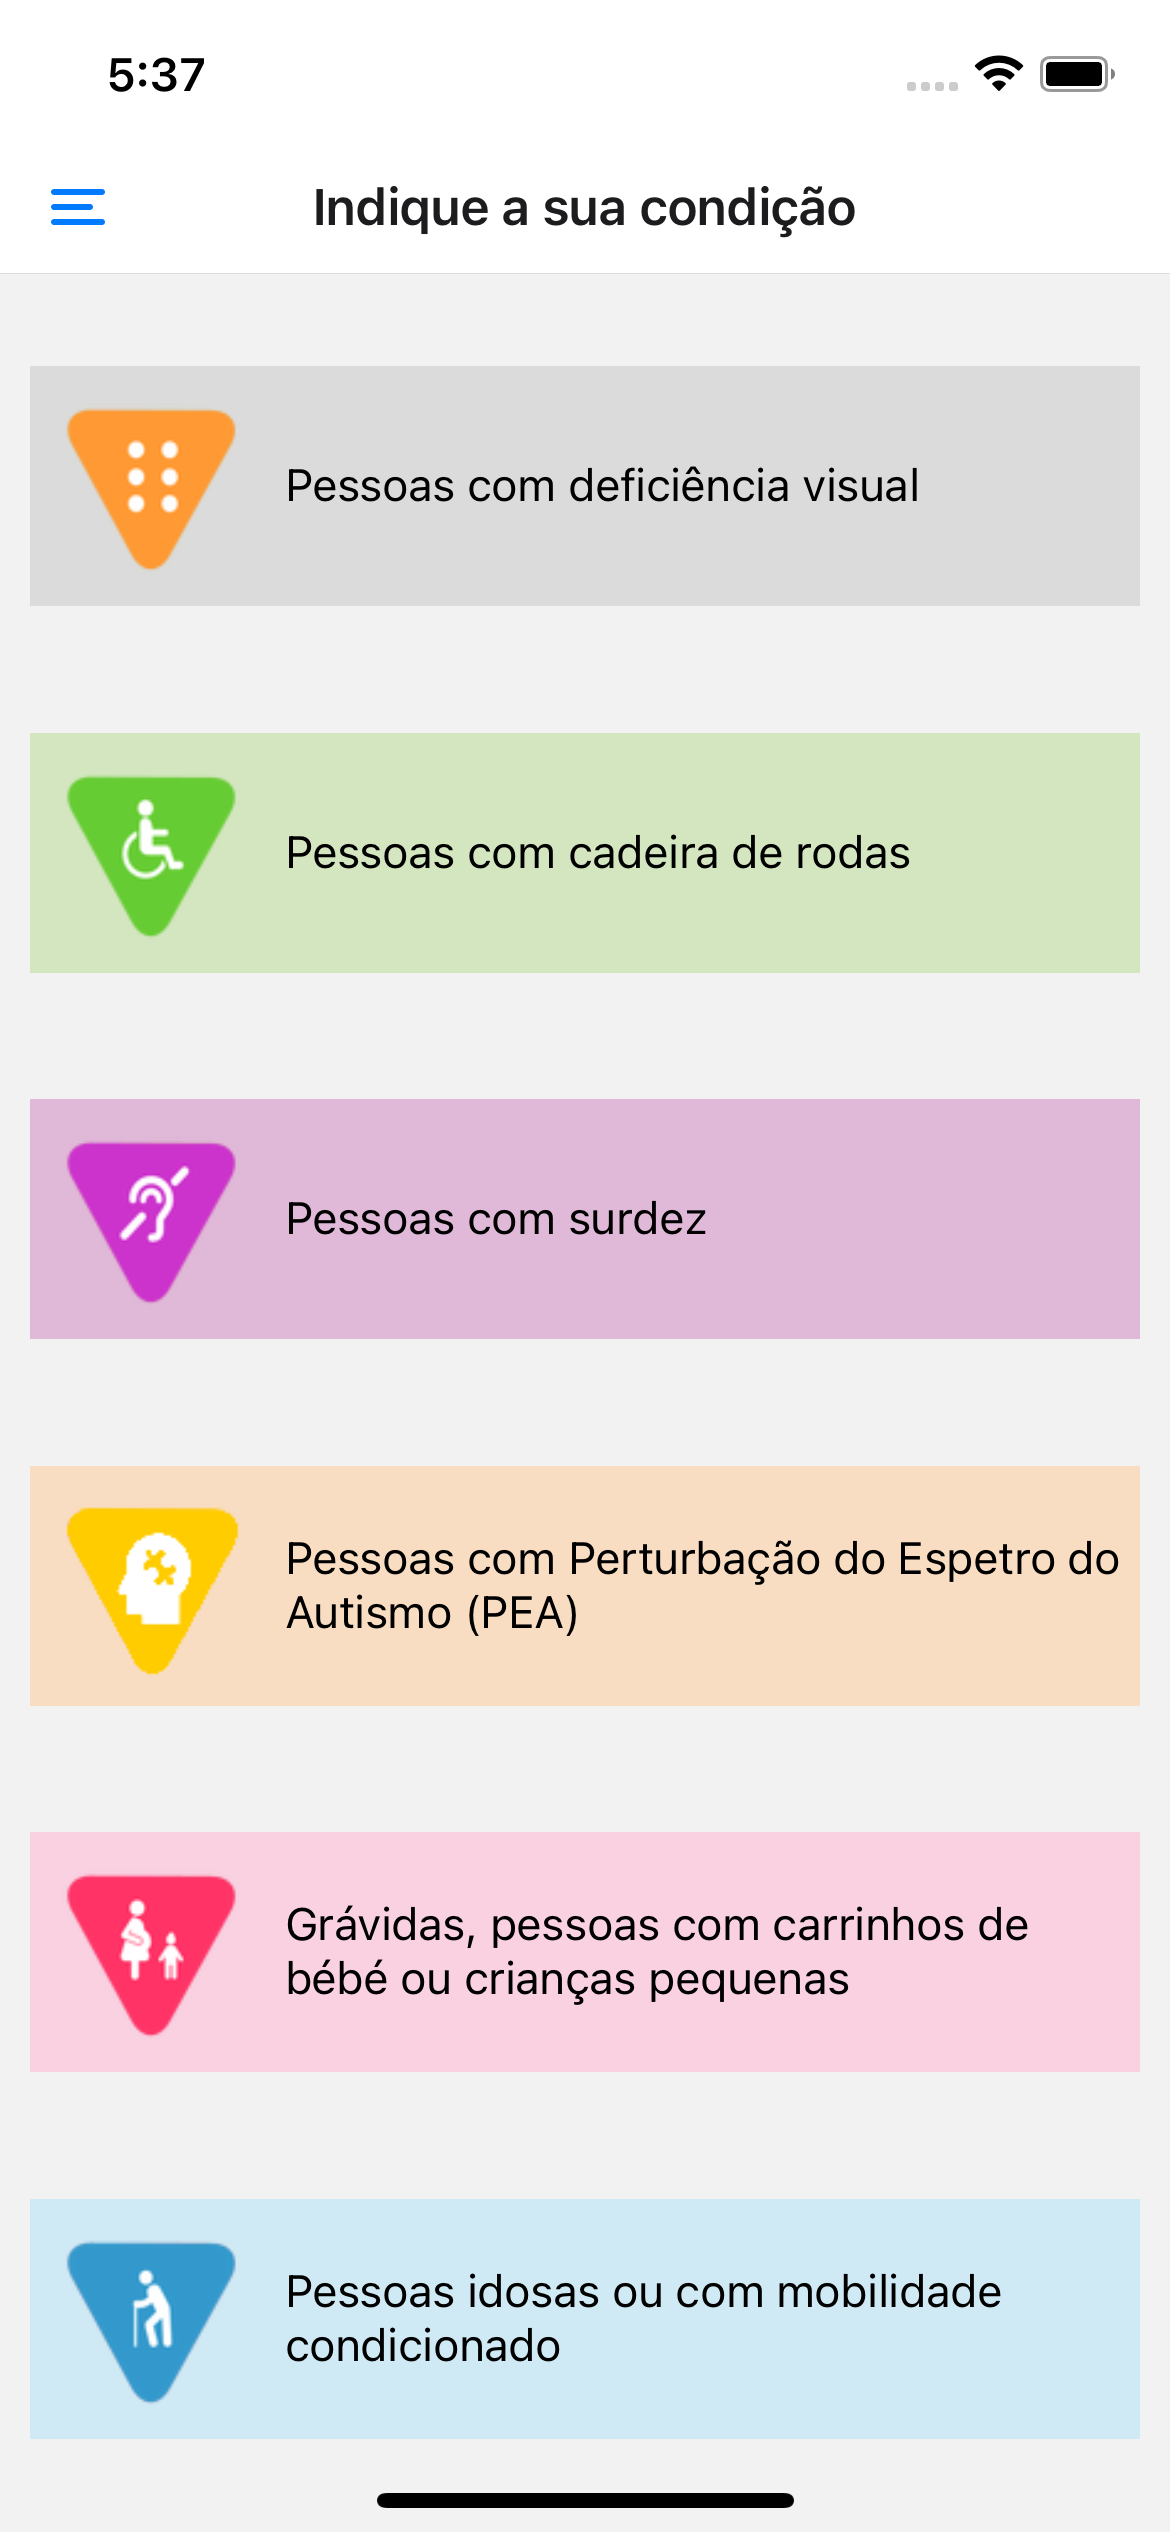 5:37
Indique a sua condição
Pessoas com deficiência visual
Pessoas com cadeira de rodas
Pessoas com surdez
Pessoas com Perturbação do Espetro do
Autismo (PEA)
Grávidas, pessoas com carrinhos de
bébé ou crianças pequenas
Pessoas idosas ou com mobilidade
condicionado